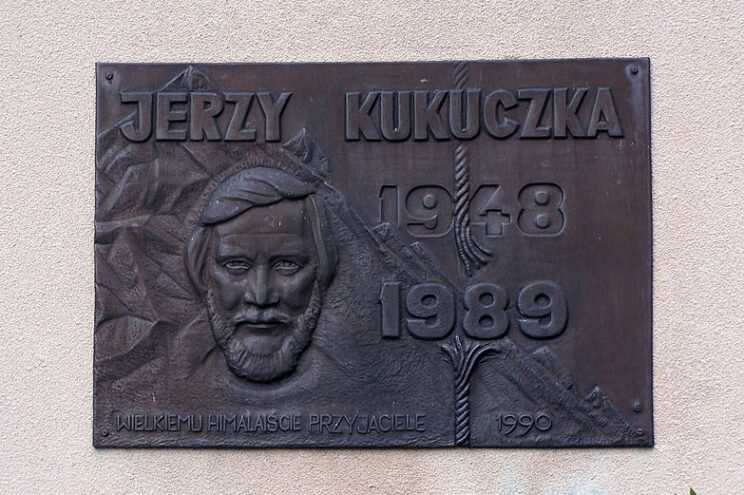 JERZY KUKUCZKA
1948
1989
WIELKIEMU HIMALAIŚCIE PRZYJACIELE 1990